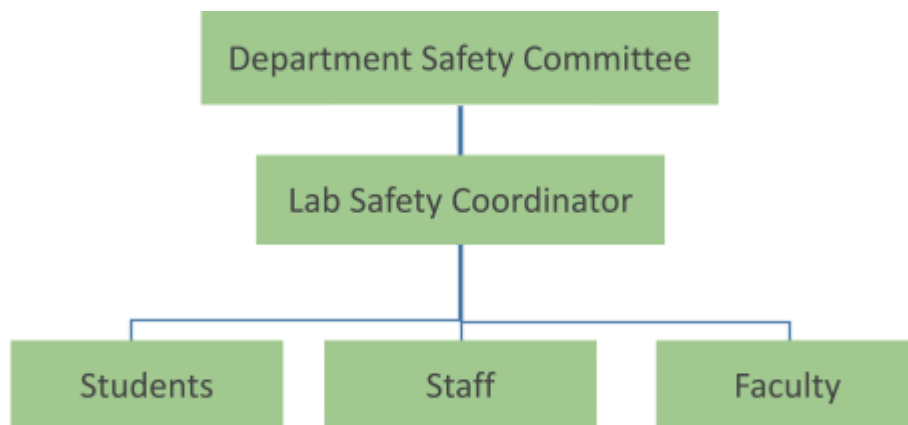 Department Safety Committee
Lab Safety Coordinator
Students
Staff
Faculty